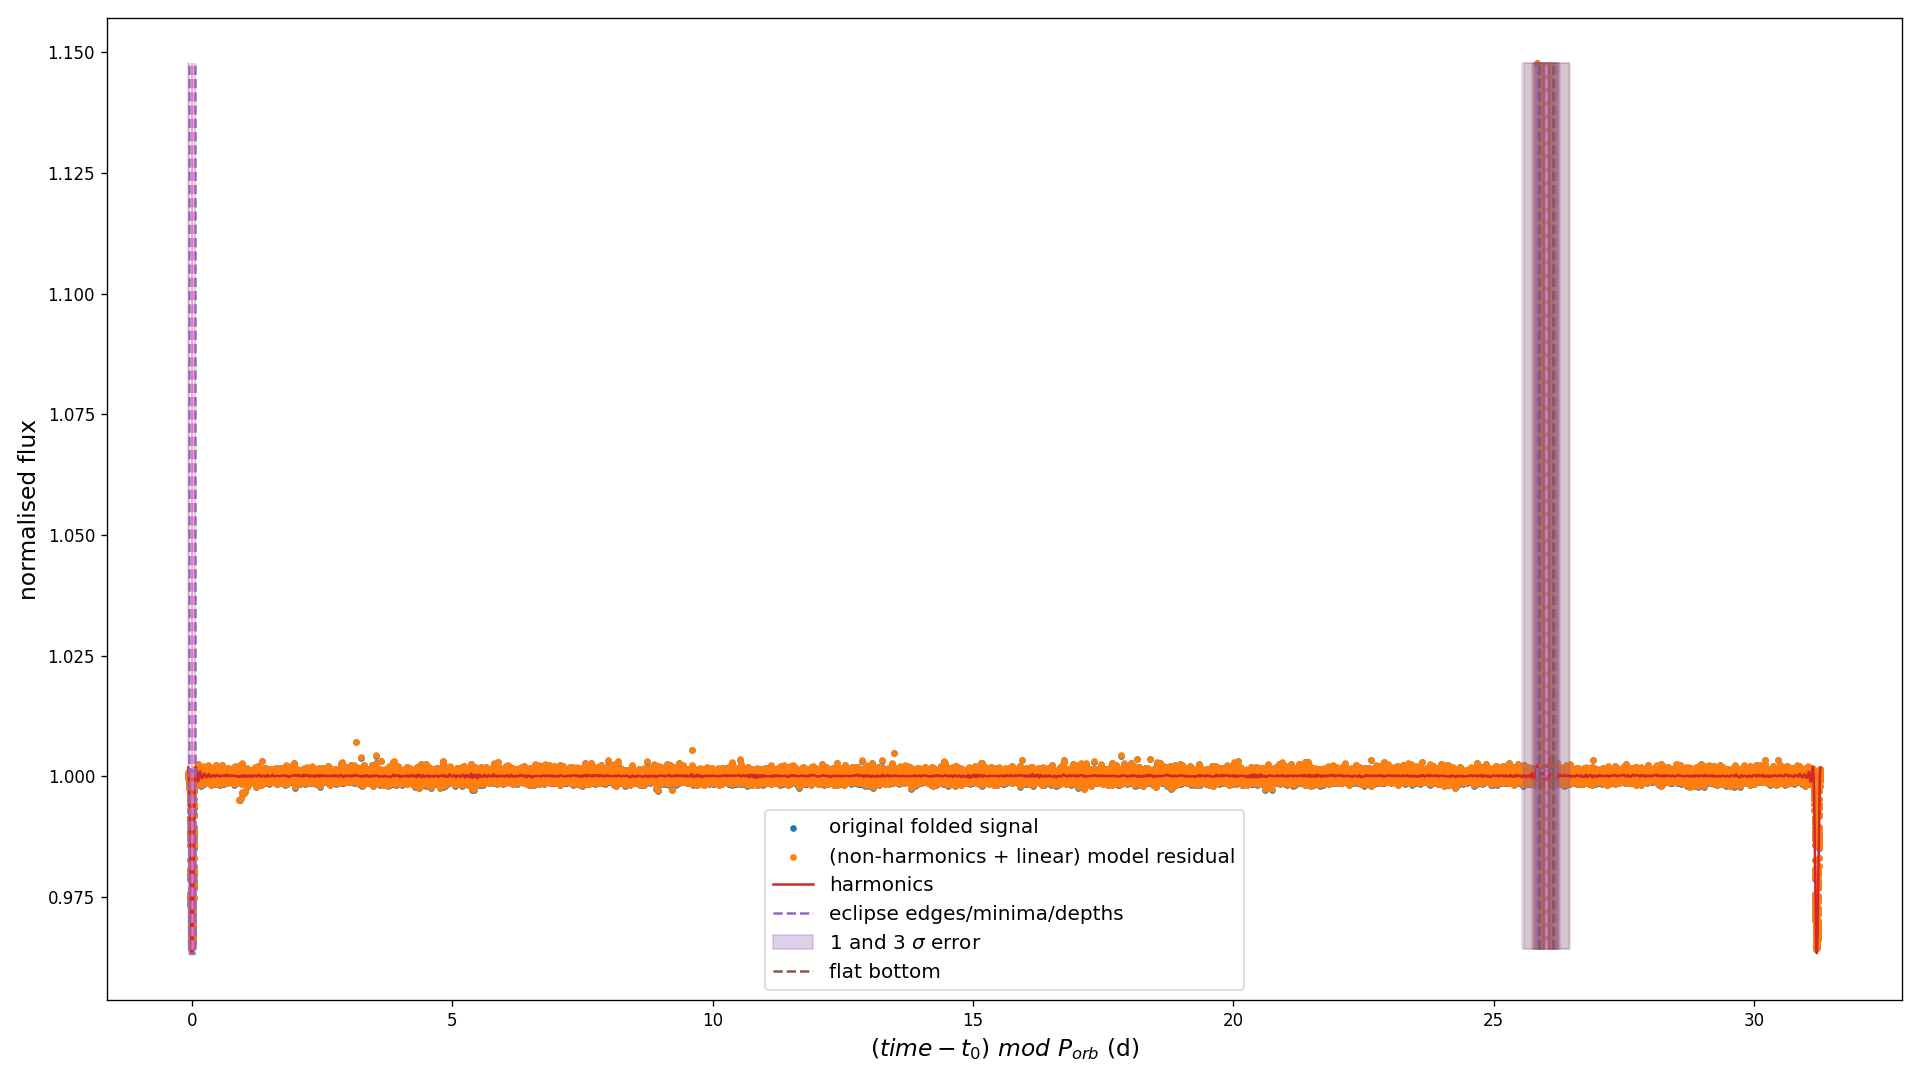 1.150
1.125
1.100
1.075
1.050
1.025
1.000
0.975
normalised flux
original folded signal
(non-harmonics + linear) model residual
harmonics
eclipse edges/minima/depths
1 and 3 σ error
flat bottom
0 5 10 15 20 25 30
(time − t₀) mod Pₒᵣb (d)